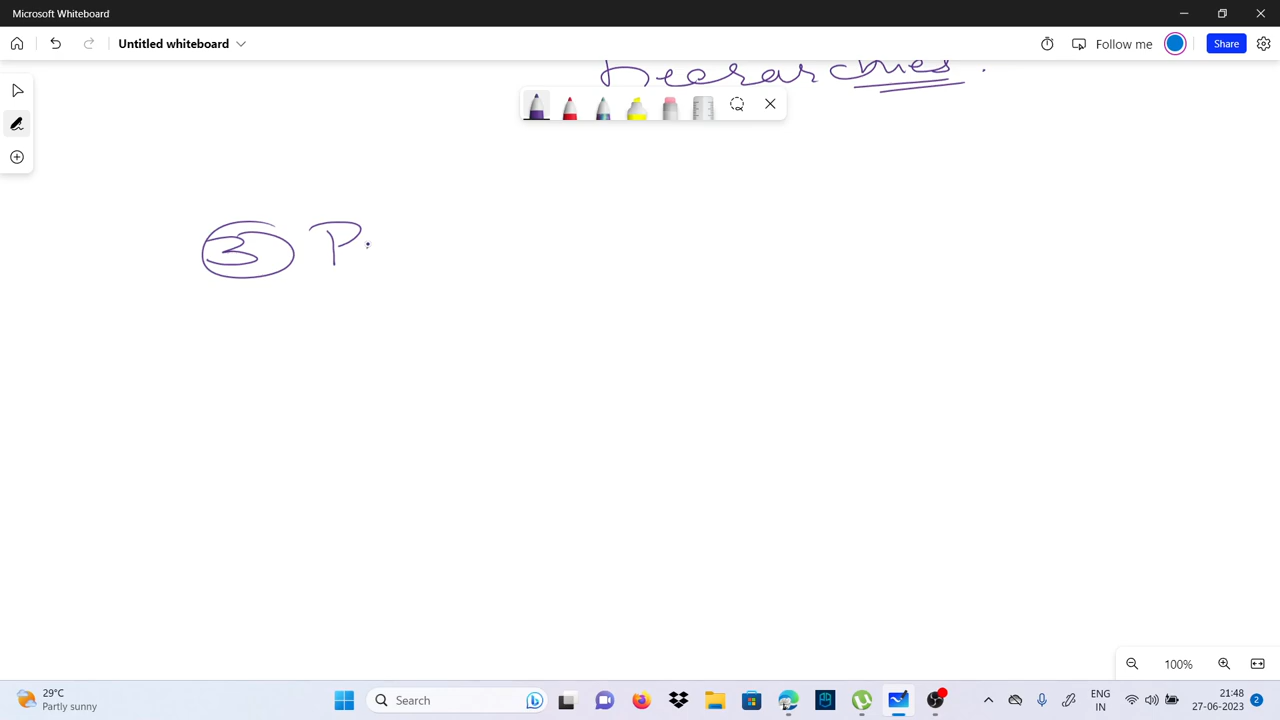 Microsoft Whiteboard
Untitled whiteboard
Follow me
Share
3 P
100%
29°C
Partly sunny
Search
ENG
IN
21:48
27-06-2023
2